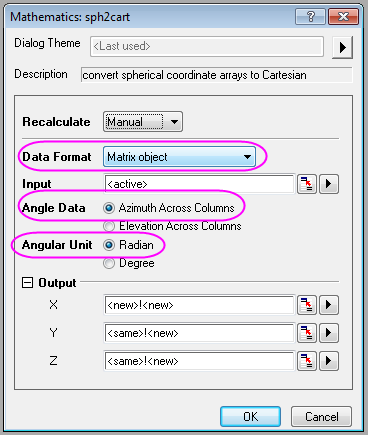 Mathematics: sph2cart
Dialog Theme <Last used>
Description convert spherical coordinate arrays to Cartesian
Recalculate Manual
Data Format Matrix object
Input <active>
Angle Data Azimuth Across Columns
Elevation Across Columns
Angular Unit Radian
Degree
Output
X <new>!<new>
Y <same>!<new>
Z <same>!<new>
OK Cancel